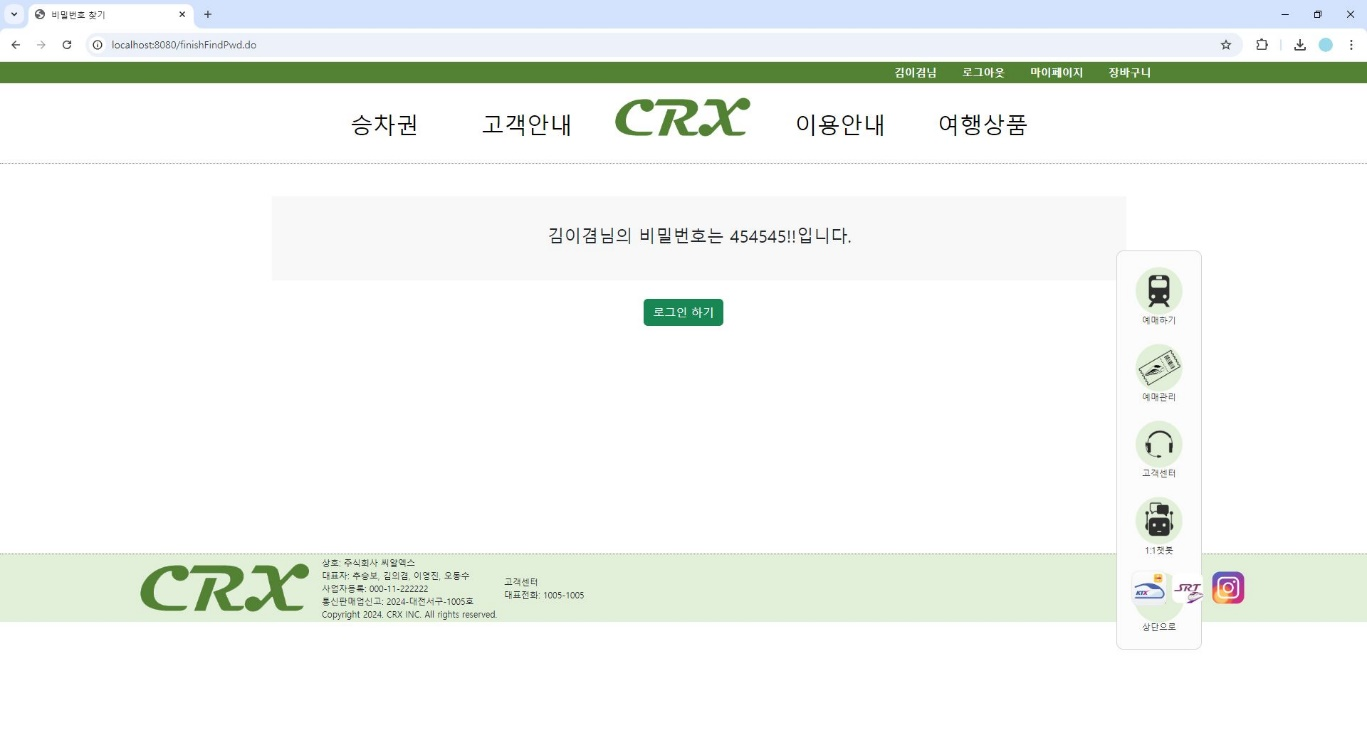 비밀번호 찾기
localhost:8080/finishFindPwd.do
김이겸님 로그아웃 마이페이지 장바구니
승차권 고객안내 CRX 이용안내 여행상품
김이겸님의 비밀번호는 454545!!입니다.
로그인 하기
예매하기
예매관리
고객센터
1:1챗봇
KTX SRT
상단으로
CRX
상호: 주식회사 씨알엑스
대표자: 추승보, 김의겸, 이영진, 오동수
사업자등록: 000-11-222222
통신판매업신고: 2024-대전서구-1005호
Copyright 2024. CRX INC. All rights reserved.
고객센터
대표전화: 1005-1005